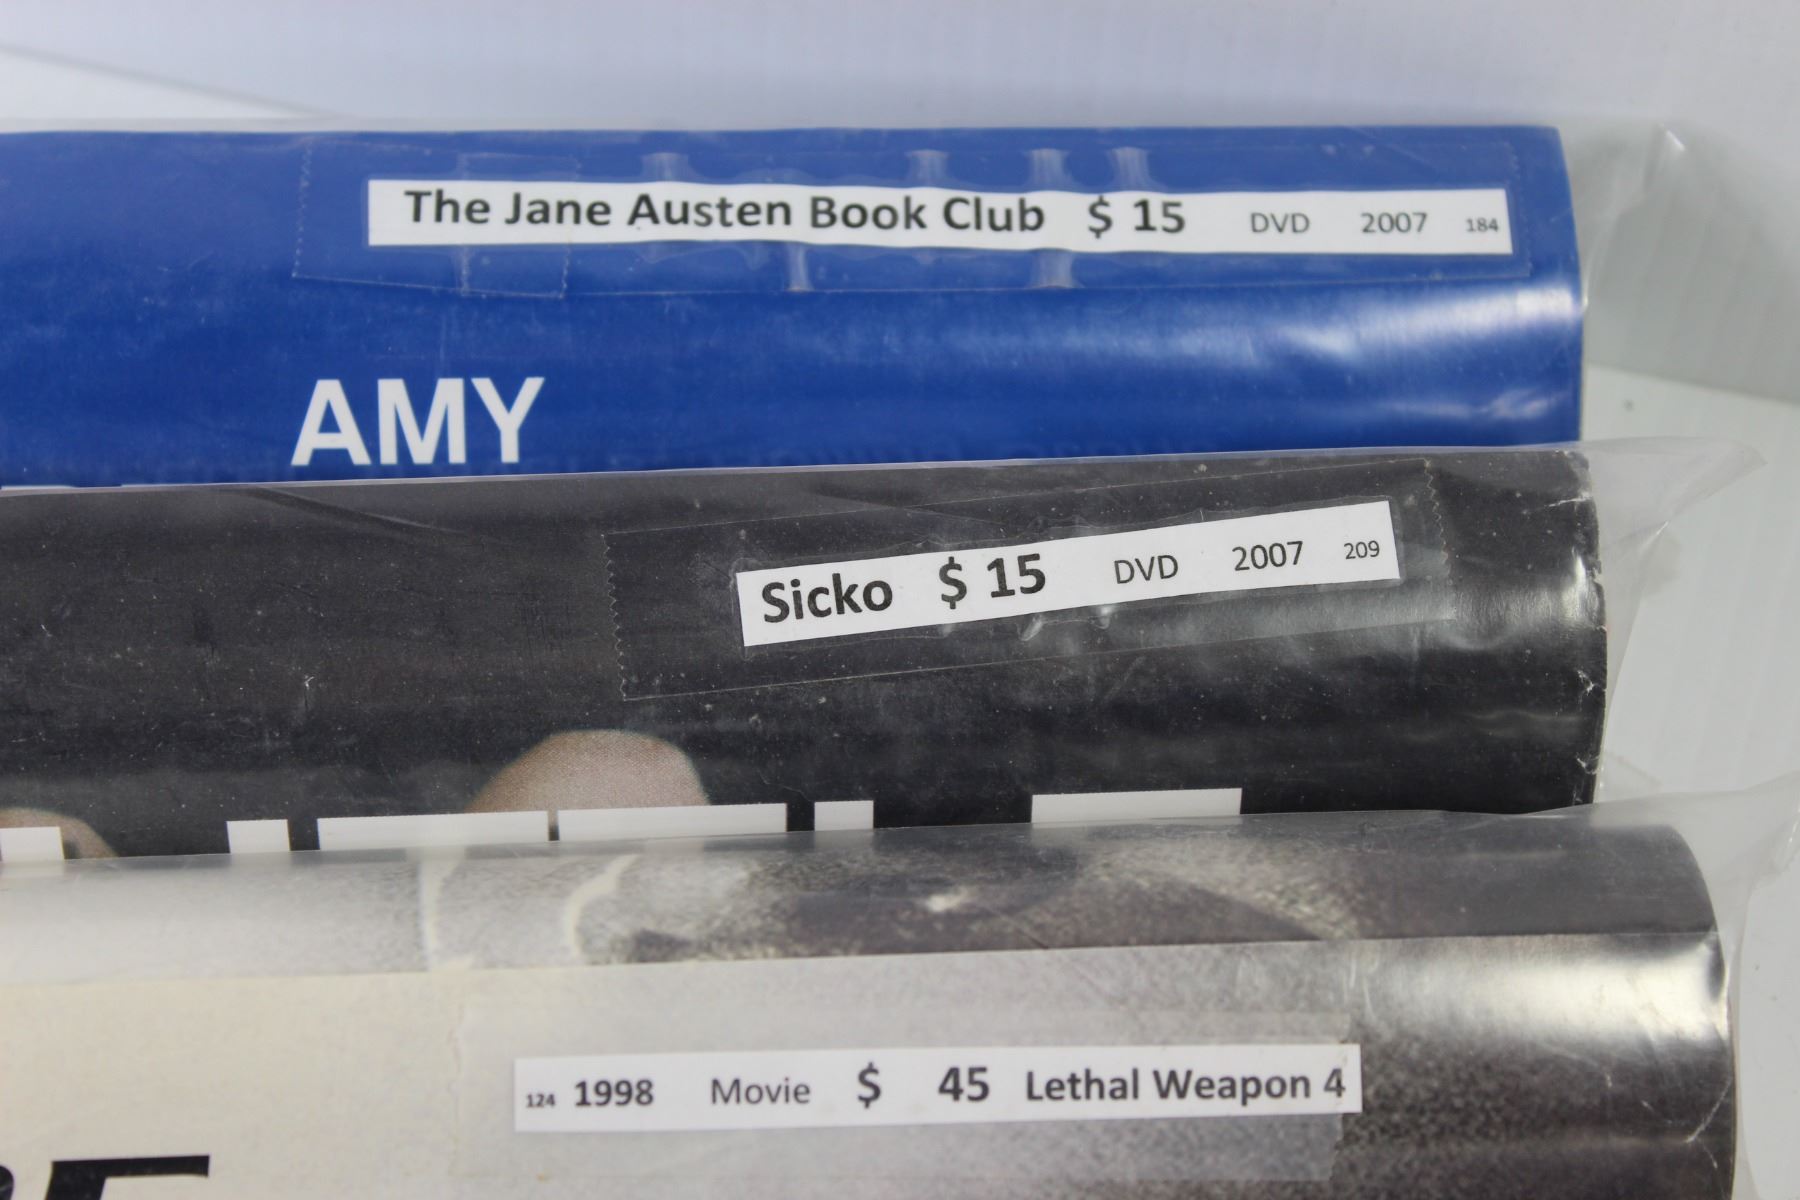 The Jane Austen Book Club $ 15 DVD 2007 184
AMY
Sicko $ 15 DVD 2007 209
124 1998 Movie $ 45 Lethal Weapon 4